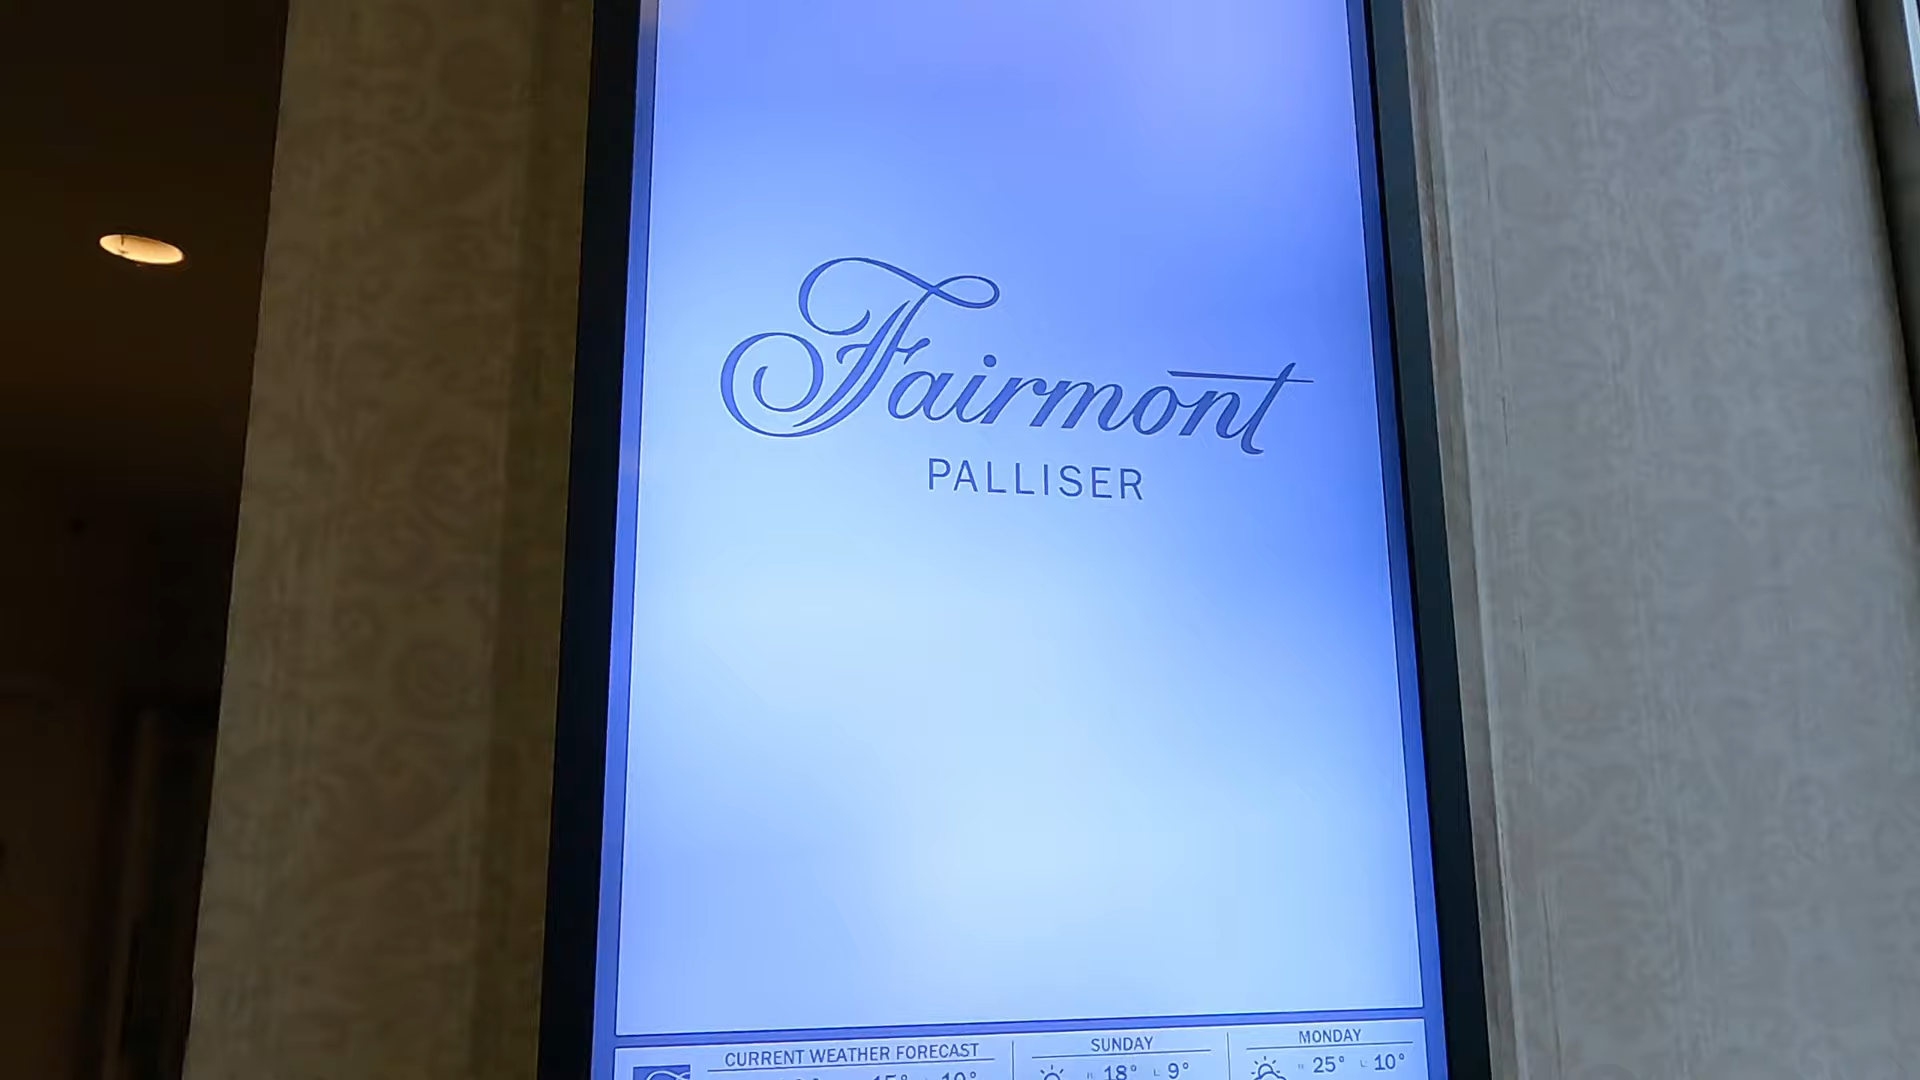 Fairmont
PALLISER
CURRENT WEATHER FORECAST
SUNDAY
H 18° L 9°
MONDAY
H 25° L 10°